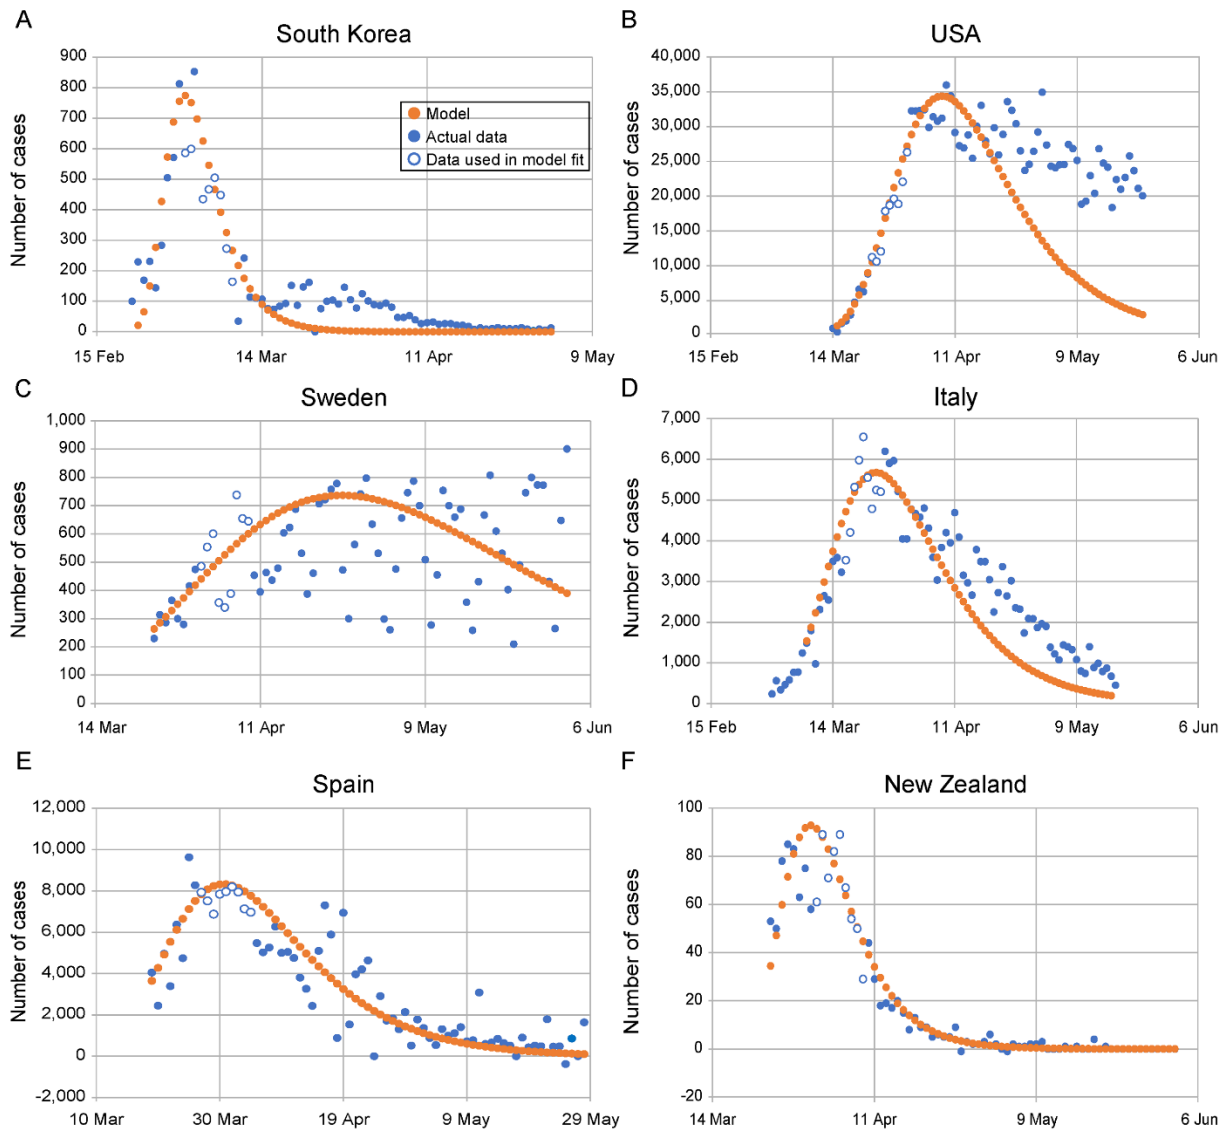 A
South Korea
Number of cases
900
800
700
600
500
400
300
200
100
0
15 Feb 14 Mar 11 Apr 9 May
Model
Actual data
Data used in model fit
B
USA
Number of cases
40,000
35,000
30,000
25,000
20,000
15,000
10,000
5,000
0
15 Feb 14 Mar 11 Apr 9 May 6 Jun
C
Sweden
Number of cases
1,000
900
800
700
600
500
400
300
200
100
0
14 Mar 11 Apr 9 May 6 Jun
D
Italy
Number of cases
7,000
6,000
5,000
4,000
3,000
2,000
1,000
0
15 Feb 14 Mar 11 Apr 9 May 6 Jun
E
Spain
Number of cases
12,000
10,000
8,000
6,000
4,000
2,000
0
-2,000
10 Mar 30 Mar 19 Apr 9 May 29 May
F
New Zealand
Number of cases
100
80
60
40
20
0
-20
14 Mar 11 Apr 9 May 6 Jun